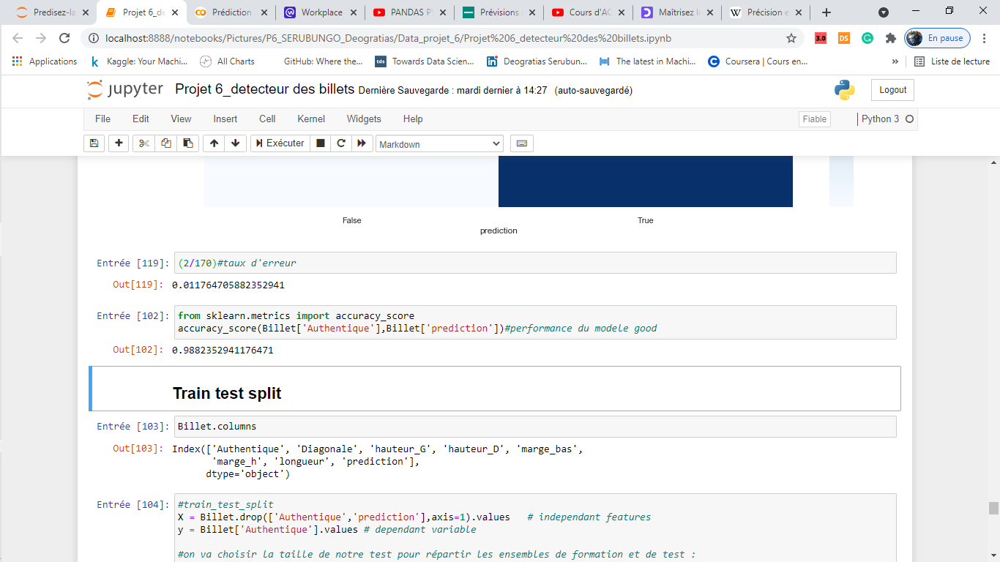 Predisez-la
Projet 6_de
Prédiction
Workplace
PANDAS P
Prévisions
Cours d'AC
Maîtrisez l
Précision e
localhost:8888/notebooks/Pictures/P6_SERUBUNGO_Deogratias/Data_projet_6/Projet%206_detecteur%20des%20billets.ipynb
3.0
DS
En pause
Applications
Kaggle: Your Machi...
All Charts
GitHub: Where the...
tds
Towards Data Scien...
Deogratias Serubun...
The latest in Machi...
Coursera | Cours en...
»
Liste de lecture
jupyter
Projet 6_detecteur des billets Dernière Sauvegarde : mardi dernier à 14:27 (auto-sauvegardé)
Logout
File Edit View Insert Cell Kernel Widgets Help
Fiable
Python 3
Exécuter
Markdown
False
True
prediction
Entrée [119]: (2/170)#taux d'erreur
Out[119]: 0.011764705882352941
Entrée [102]: from sklearn.metrics import accuracy_score
accuracy_score(Billet['Authentique'],Billet['prediction'])#performance du modele good
Out[102]: 0.9882352941176471
Train test split
Entrée [103]: Billet.columns
Out[103]: Index(['Authentique', 'Diagonale', 'hauteur_G', 'hauteur_D', 'marge_bas',
'marge_h', 'longueur', 'prediction'],
dtype='object')
Entrée [104]: #train_test_split
X = Billet.drop(['Authentique','prediction'],axis=1).values # independant features
y = Billet['Authentique'].values # dependant variable
#on va choisir la taille de notre test pour répartir les ensembles de formation et de test :